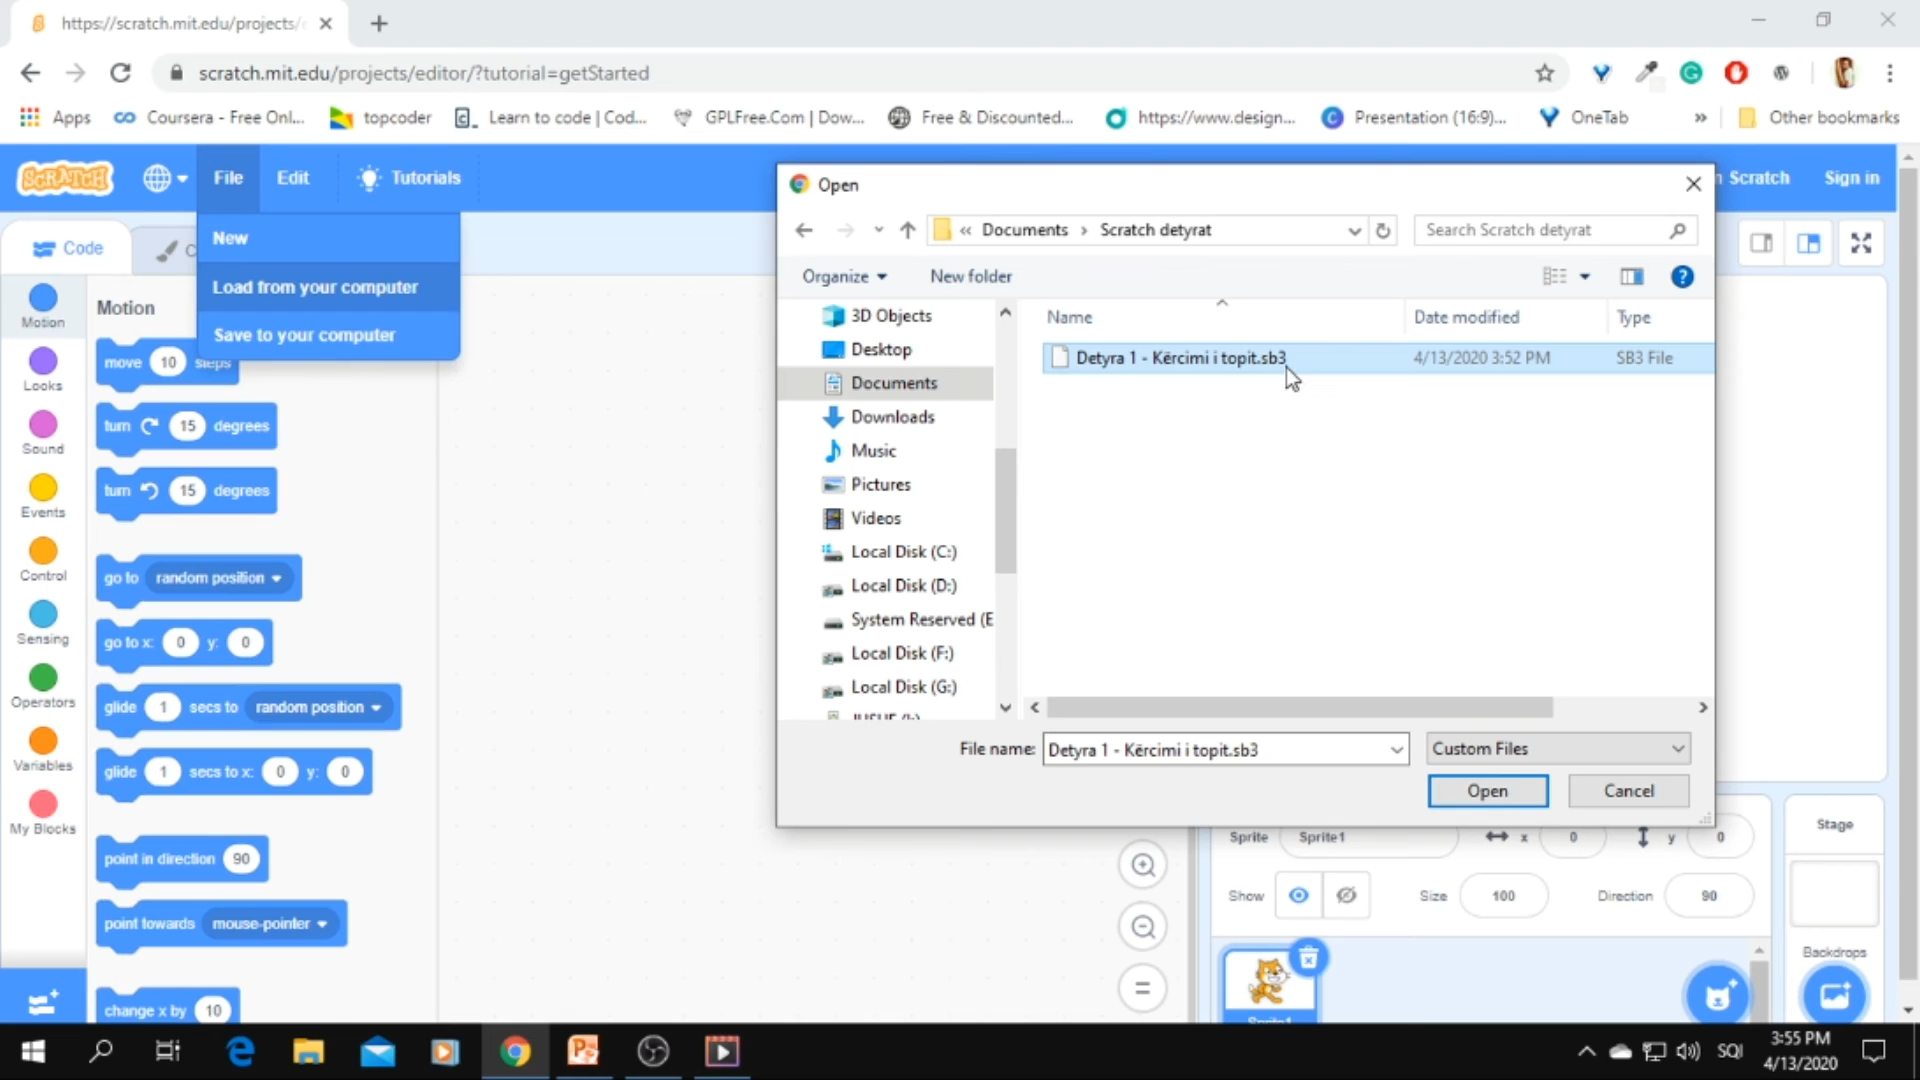 https://scratch.mit.edu/projects/
scratch.mit.edu/projects/editor/?tutorial=getStarted
Apps
Coursera - Free Onl...
topcoder
Learn to code | Cod...
GPLFree.Com | Dow...
Free & Discounted...
https://www.design...
Presentation (16:9)...
OneTab
»
Other bookmarks
SCRATCH
File
Edit
Tutorials
Scratch
Sign in
Code
New
Load from your computer
Save to your computer
Motion
Looks
Sound
Events
Control
Sensing
Operators
Variables
My Blocks
Motion
move 10 steps
turn 15 degrees
turn 15 degrees
go to random position
go to x: 0 y: 0
glide 1 secs to random position
glide 1 secs to x: 0 y: 0
point in direction 90
point towards mouse-pointer
change x by 10
Open
« Documents › Scratch detyrat
Search Scratch detyrat
Organize
New folder
3D Objects
Desktop
Documents
Downloads
Music
Pictures
Videos
Local Disk (C:)
Local Disk (D:)
System Reserved (E
Local Disk (F:)
Local Disk (G:)
Name Date modified Type
Detyra 1 - Kërcimi i topit.sb3 4/13/2020 3:52 PM SB3 File
File name: Detyra 1 - Kërcimi i topit.sb3
Custom Files
Open
Cancel
Sprite Sprite1 x 0 y 0
Show Size 100 Direction 90
Sprite1
Stage
Backdrops
SQI
3:55 PM
4/13/2020